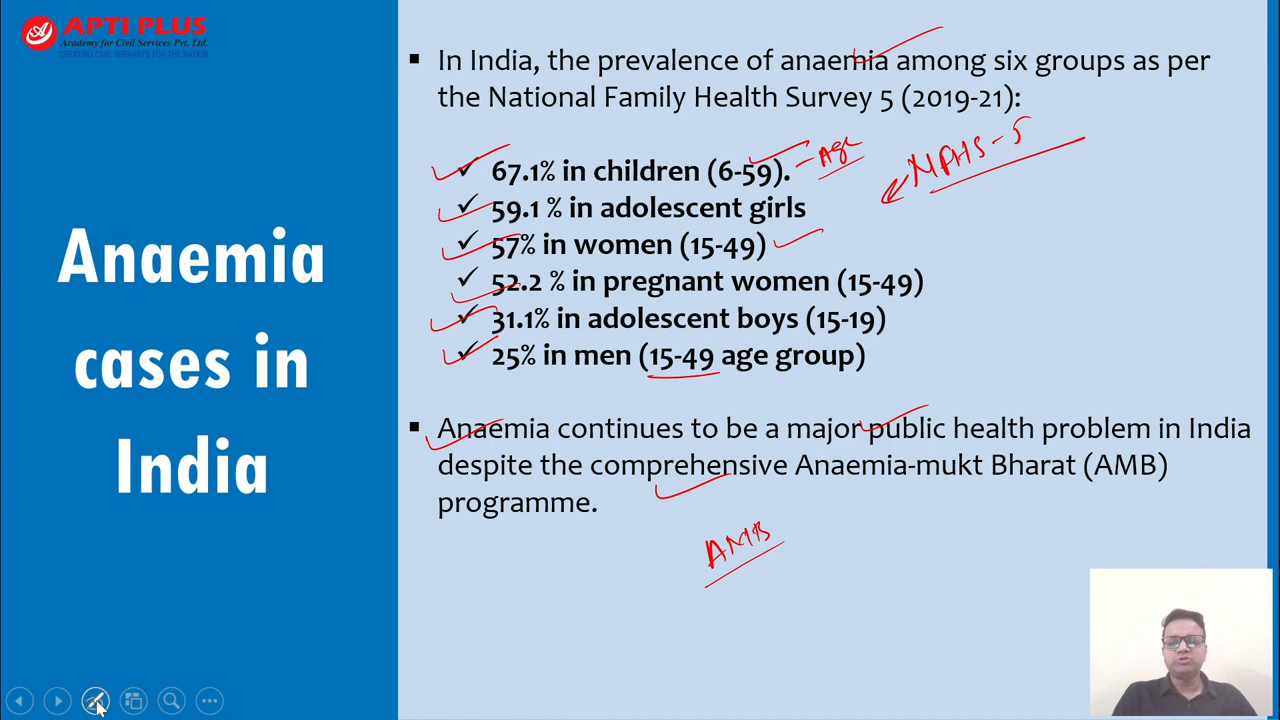 APTI PLUS
Academy for Civil Services Pvt. Ltd.
CREATING CIVIL SERVANTS FOR THE NATION
Anaemia
cases in
India
▪ In India, the prevalence of anaemia among six groups as per
the National Family Health Survey 5 (2019-21):
✓ 67.1% in children (6-59). - Age
NFHS-5
✓ 59.1 % in adolescent girls
✓ 57% in women (15-49)
✓ 52.2 % in pregnant women (15-49)
✓ 31.1% in adolescent boys (15-19)
✓ 25% in men (15-49 age group)
▪ Anaemia continues to be a major public health problem in India
despite the comprehensive Anaemia-mukt Bharat (AMB)
programme.
AMB